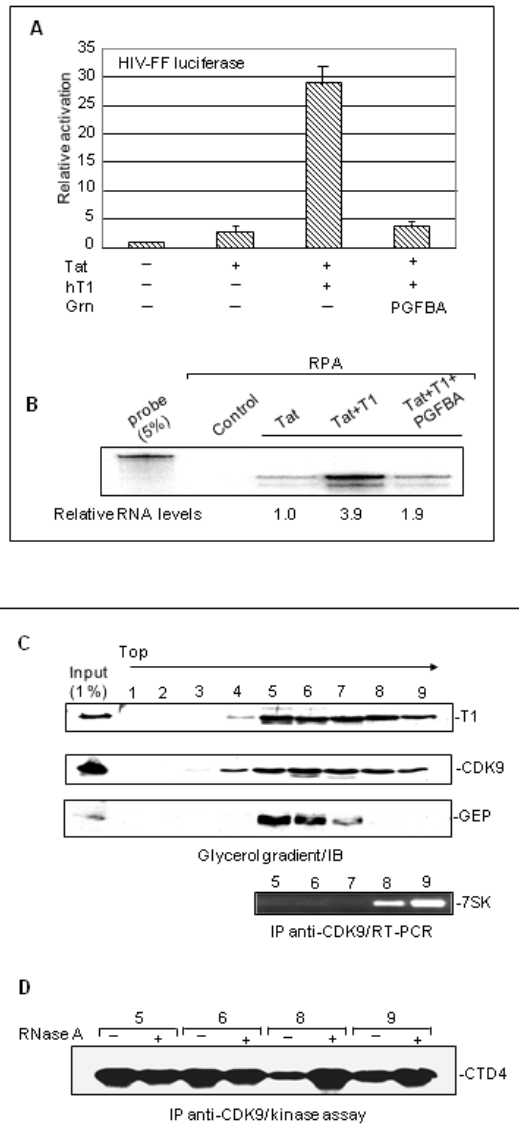 A
HIV-FF luciferase
Relative activation
35
30
25
20
15
10
5
0
Tat – + + +
hT1 – – + +
Grn – – – PGFBA
B
RPA
probe (5%) Control Tat Tat+T1 Tat+T1+ PGFBA
Relative RNA levels 1.0 3.9 1.9
C
Top
Input
(1%) 1 2 3 4 5 6 7 8 9
-T1
-CDK9
-GEP
Glycerol gradient/IB
5 6 7 8 9
-7SK
IP anti-CDK9/RT-PCR
D
5 6 8 9
RNase A – + – + – + – +
-CTD4
IP anti-CDK9/kinase assay